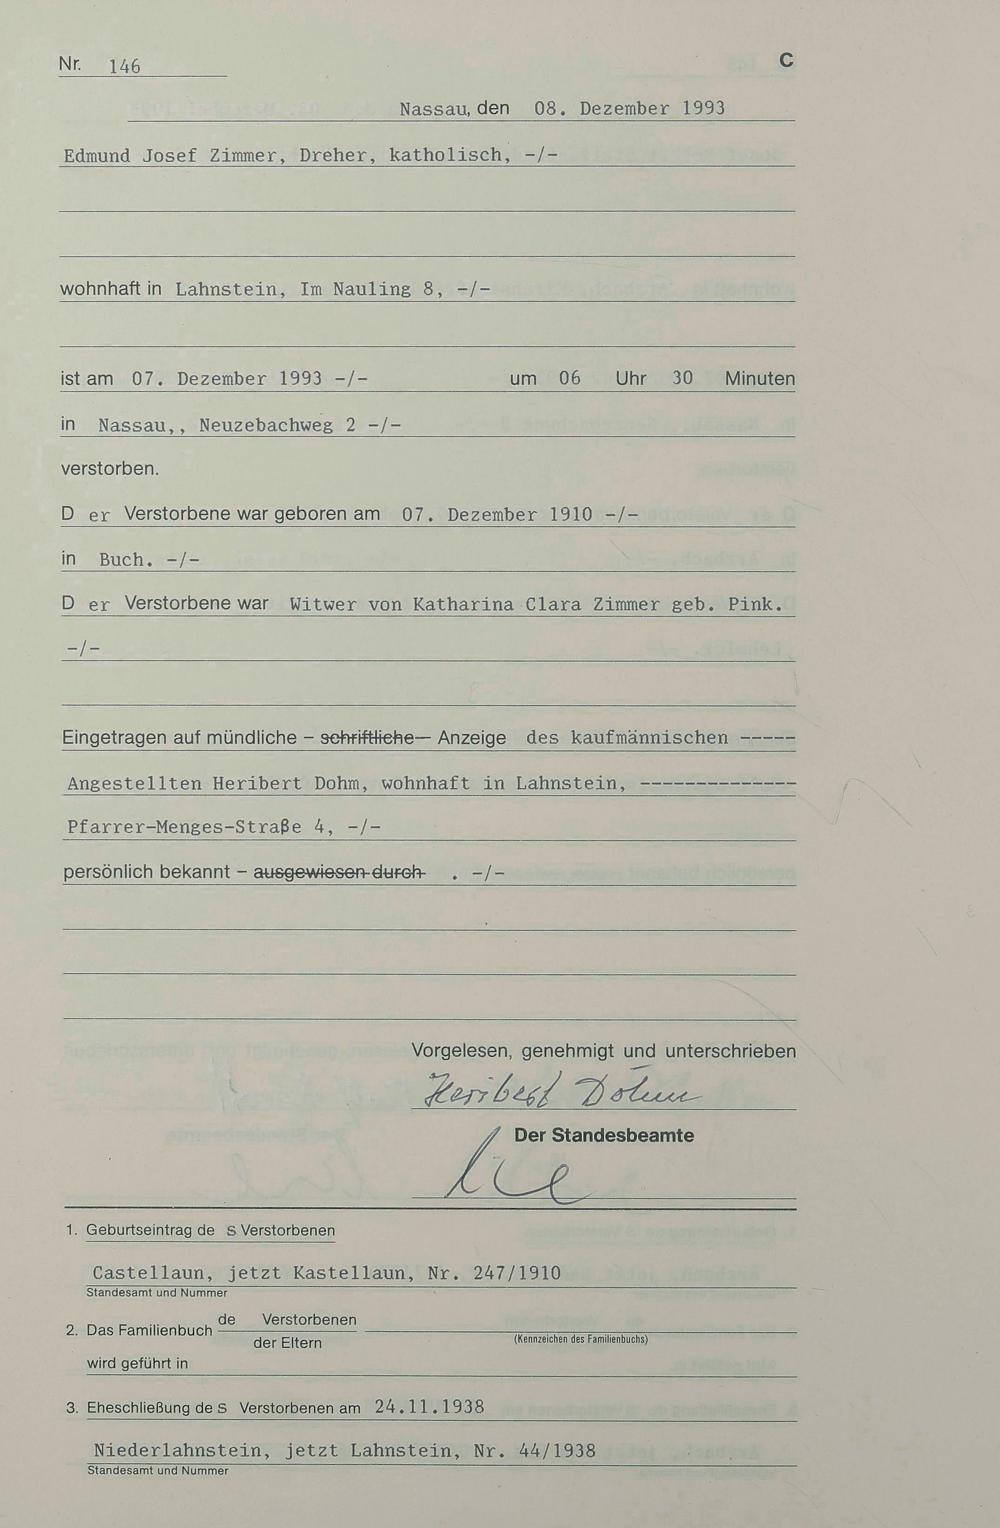 Nr. 146
C
Nassau, den 08. Dezember 1993
Edmund Josef Zimmer, Dreher, katholisch, -/-
wohnhaft in Lahnstein, Im Nauling 8, -/-
ist am 07. Dezember 1993 -/- um 06 Uhr 30 Minuten
in Nassau,, Neuzebachweg 2 -/-
verstorben.
D er Verstorbene war geboren am 07. Dezember 1910 -/-
in Buch. -/-
D er Verstorbene war Witwer von Katharina Clara Zimmer geb. Pink.
-/-
Eingetragen auf mündliche – schriftliche – Anzeige des kaufmännischen -----
Angestellten Heribert Dohm, wohnhaft in Lahnstein, --------------
Pfarrer-Menges-Straße 4, -/-
persönlich bekannt – ausgewiesen durch . -/-
Vorgelesen, genehmigt und unterschrieben
Heribert Dohm
Der Standesbeamte
1. Geburtseintrag de s Verstorbenen
Castellaun, jetzt Kastellaun, Nr. 247/1910
Standesamt und Nummer
2. Das Familienbuch de Verstorbenen
der Eltern
(Kennzeichen des Familienbuchs)
wird geführt in
3. Eheschließung de s Verstorbenen am 24.11.1938
Niederlahnstein, jetzt Lahnstein, Nr. 44/1938
Standesamt und Nummer